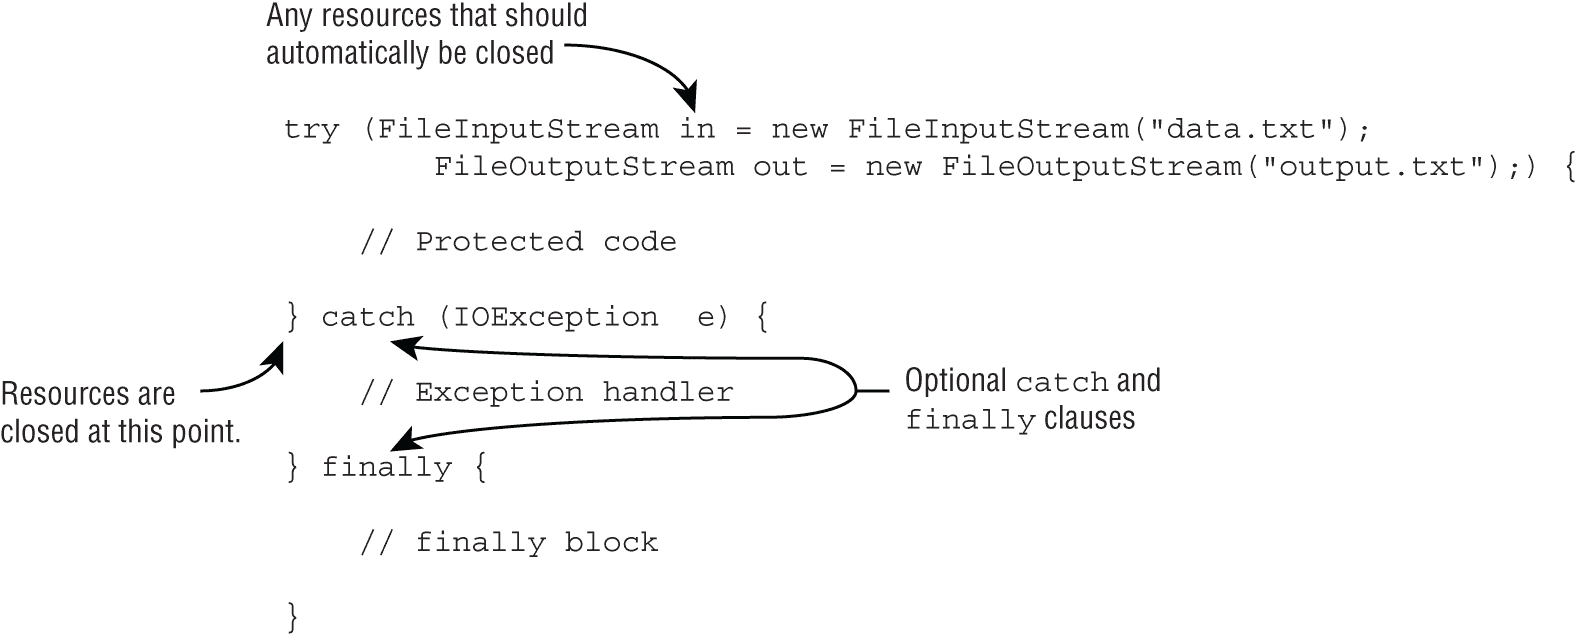 Any resources that should
automatically be closed
try (FileInputStream in = new FileInputStream("data.txt");
FileOutputStream out = new FileOutputStream("output.txt");) {
// Protected code
} catch (IOException  e) {
Resources are
closed at this point.
// Exception handler
Optional catch and
finally clauses
} finally {
// finally block
}